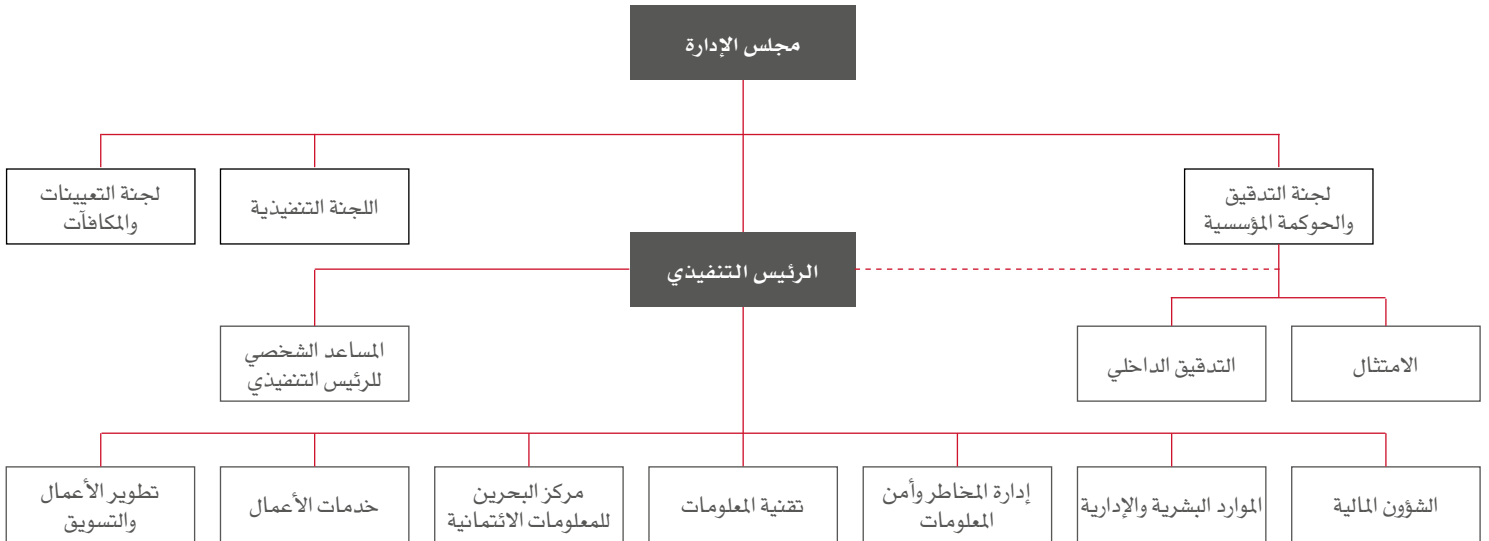 مجلس الإدارة
لجنة التدقيق
والحوكمة المؤسسية
اللجنة التنفيذية
لجنة التعيينات
والمكافآت
الرئيس التنفيذي
الامتثال
التدقيق الداخلي
المساعد الشخصي
للرئيس التنفيذي
الشؤون المالية
الموارد البشرية والإدارية
إدارة المخاطر وأمن
المعلومات
تقنية المعلومات
مركز البحرين
للمعلومات الائتمانية
خدمات الأعمال
تطوير الأعمال
والتسويق